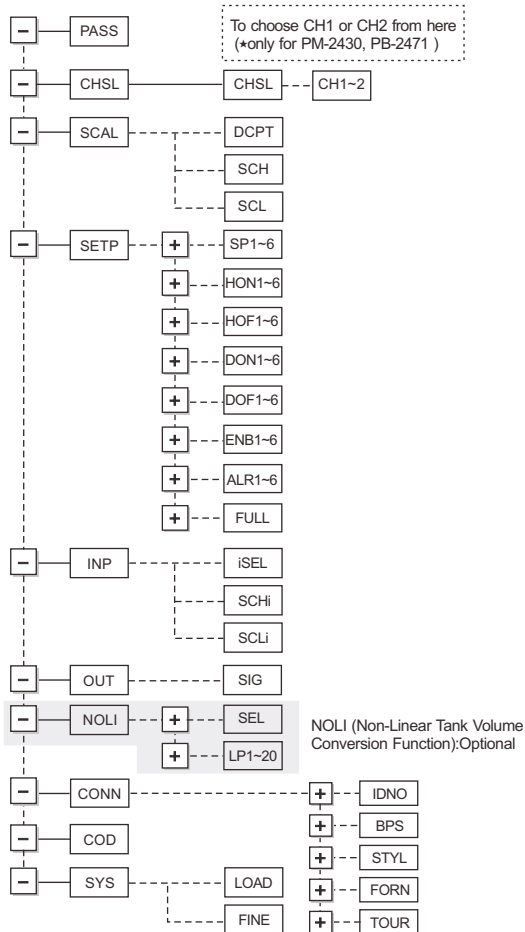 PASS
To choose CH1 or CH2 from here
(★only for PM-2430, PB-2471 )
CHSL CHSL CH1~2
SCAL DCPT
SCH
SCL
SETP SP1~6
HON1~6
HOF1~6
DON1~6
DOF1~6
ENB1~6
ALR1~6
FULL
INP iSEL
SCHi
SCLi
OUT SIG
NOLI SEL
LP1~20
NOLI (Non-Linear Tank Volume
Conversion Function):Optional
CONN IDNO
BPS
COD
STYL
SYS LOAD FORN
FINE TOUR